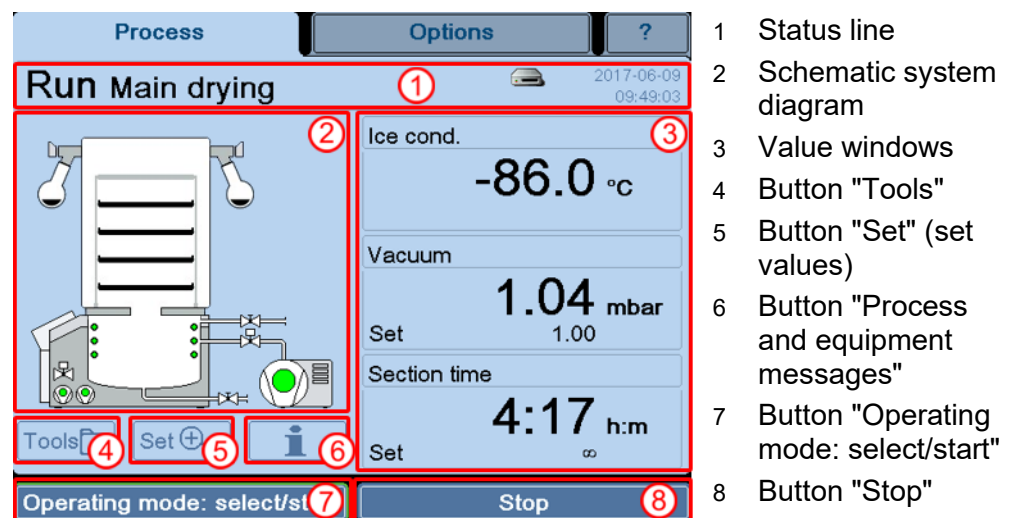 Process
Options
?
Run Main drying
1
2017-06-09
09:49:03
2
Ice cond.
3
-86.0 °C
Vacuum
1.04 mbar
Set 1.00
Section time
4:17 h:m
Set ∞
Tools 4
Set 5
i 6
Operating mode: select/st 7
Stop 8
1 Status line
2 Schematic system
diagram
3 Value windows
4 Button "Tools"
5 Button "Set" (set
values)
6 Button "Process
and equipment
messages"
7 Button "Operating
mode: select/start"
8 Button "Stop"